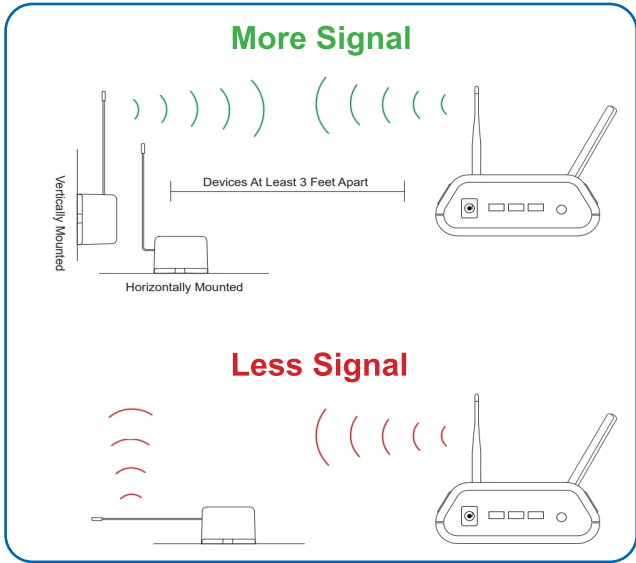 More Signal
Devices At Least 3 Feet Apart
Vertically Mounted
Horizontally Mounted
Less Signal